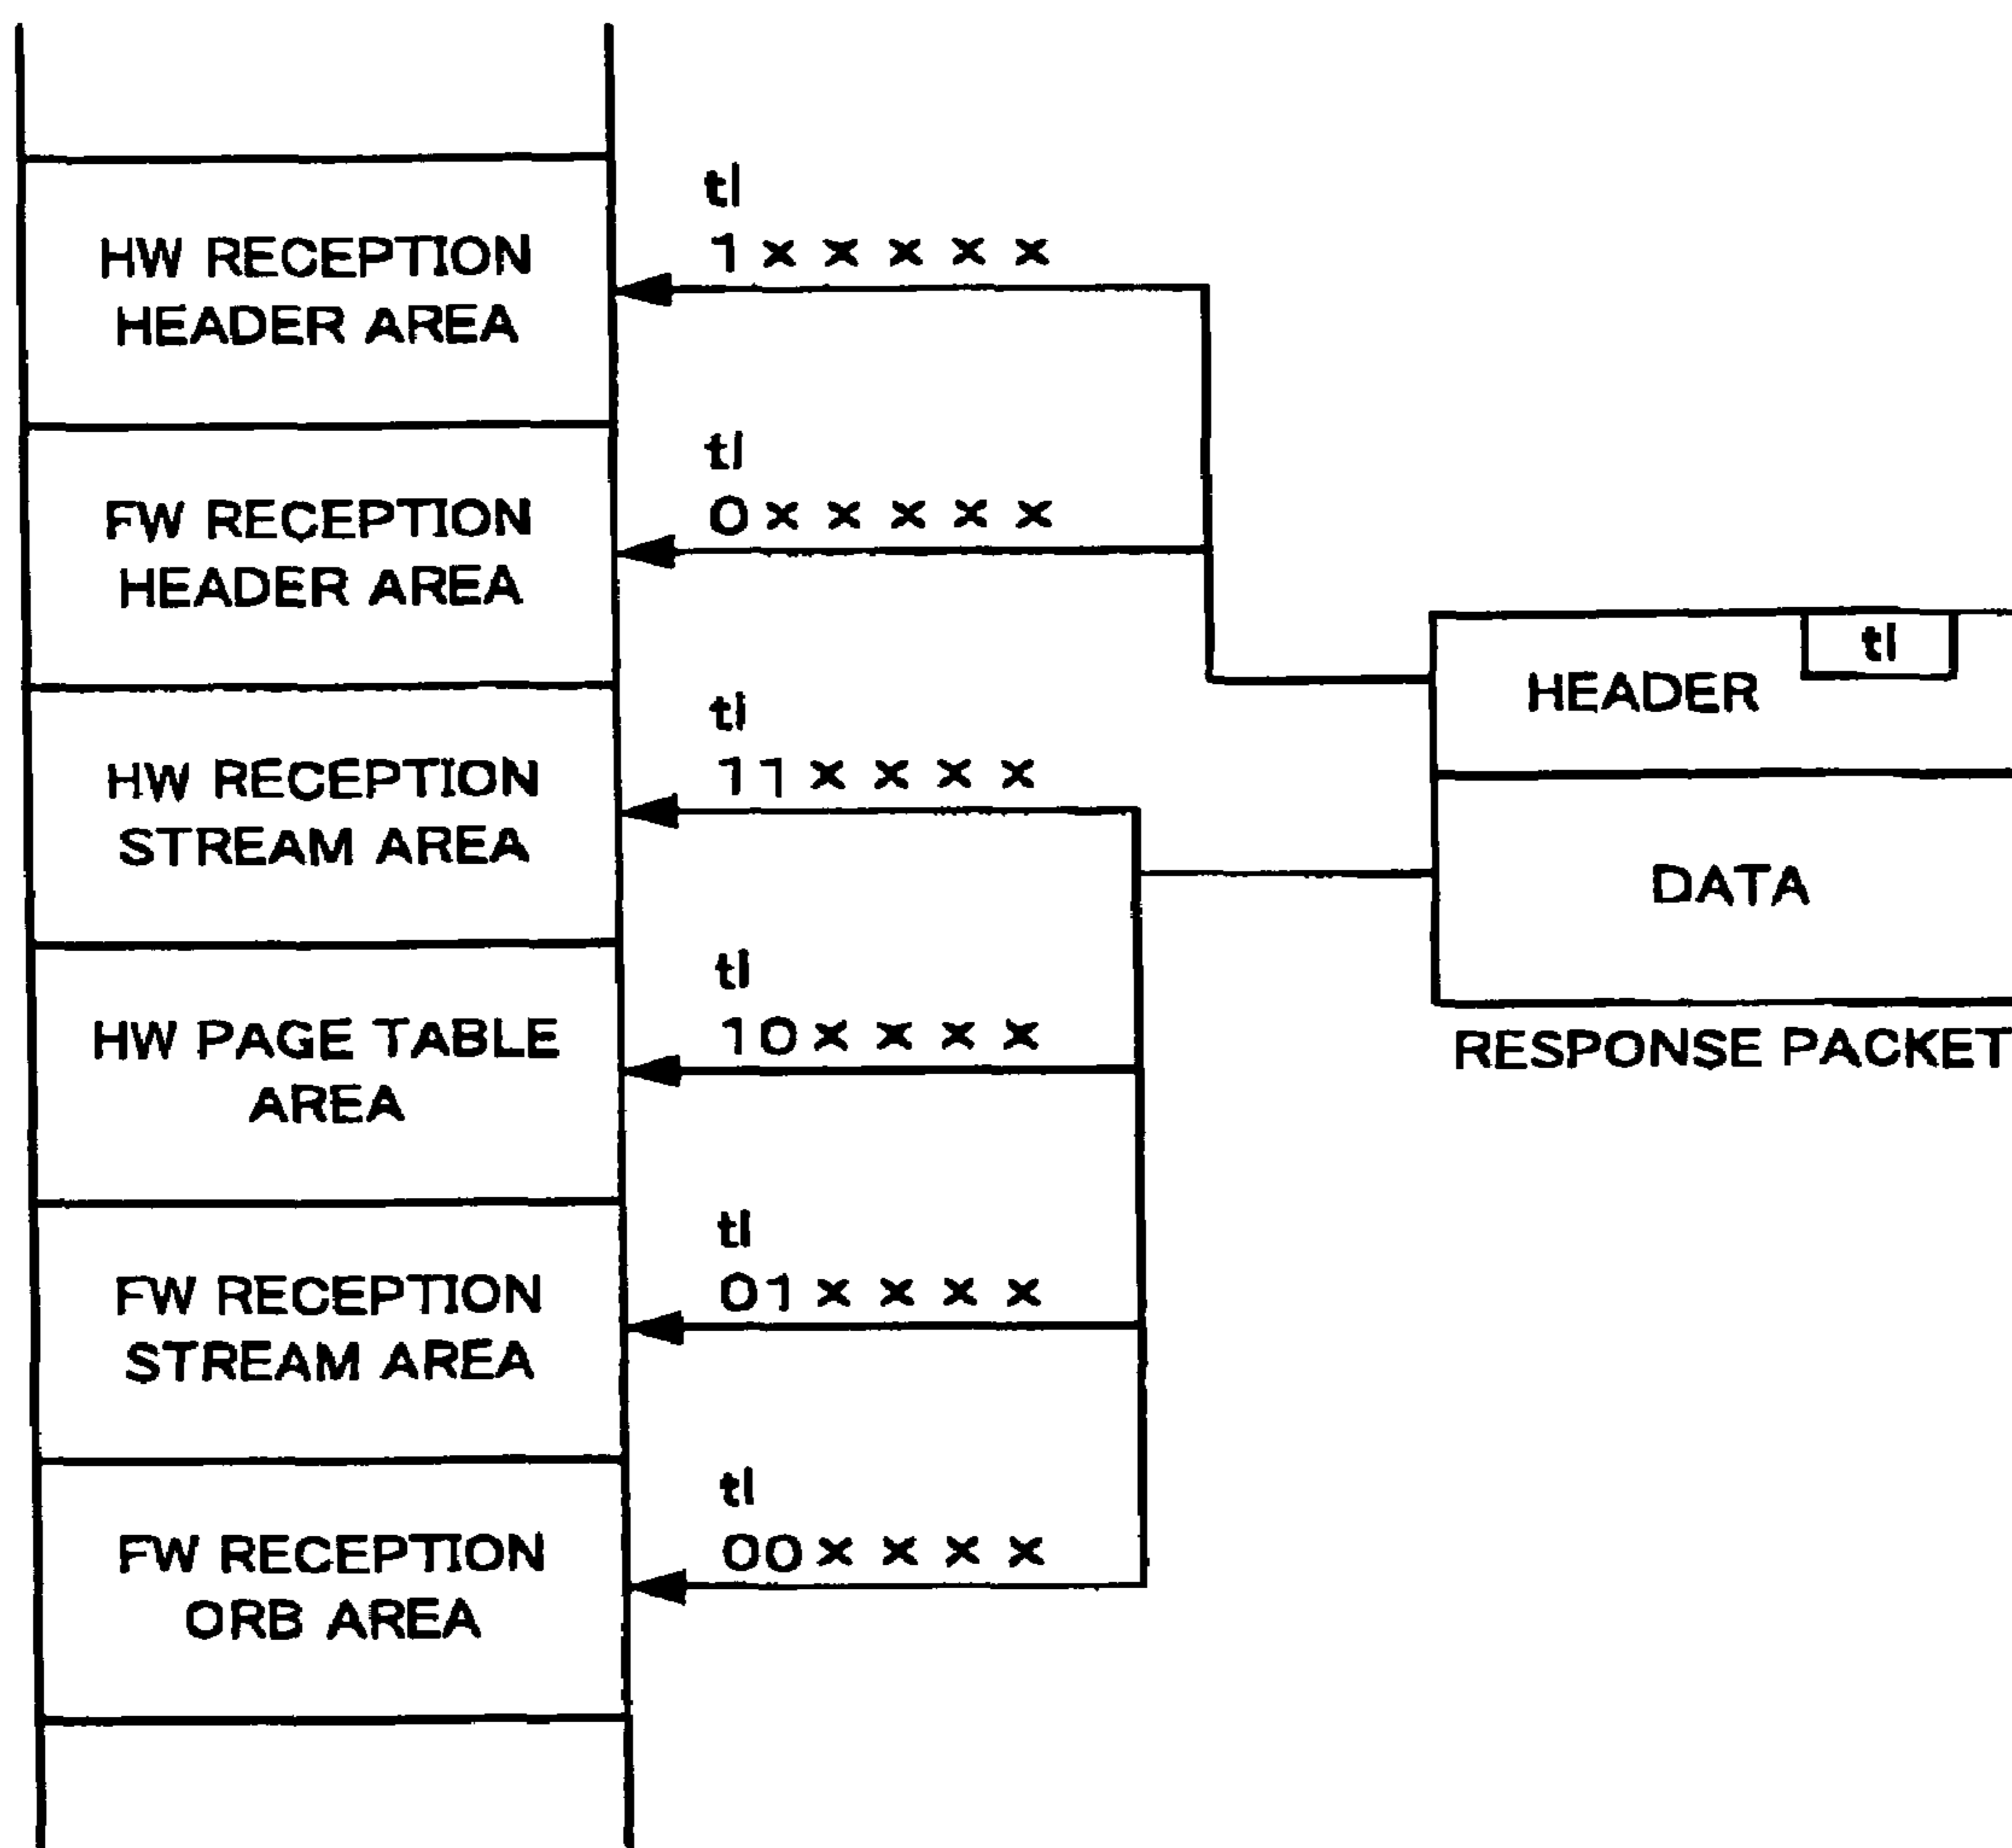 tl
1 x x x x x
HW RECEPTION
HEADER AREA
tl
0 x x x x x
FW RECEPTION
HEADER AREA
tl
HEADER
tl
11 x x x x
HW RECEPTION
STREAM AREA
DATA
tl
10 x x x x
HW PAGE TABLE
AREA
RESPONSE PACKET
tl
01 x x x x
FW RECEPTION
STREAM AREA
tl
00 x x x x
FW RECEPTION
ORB AREA